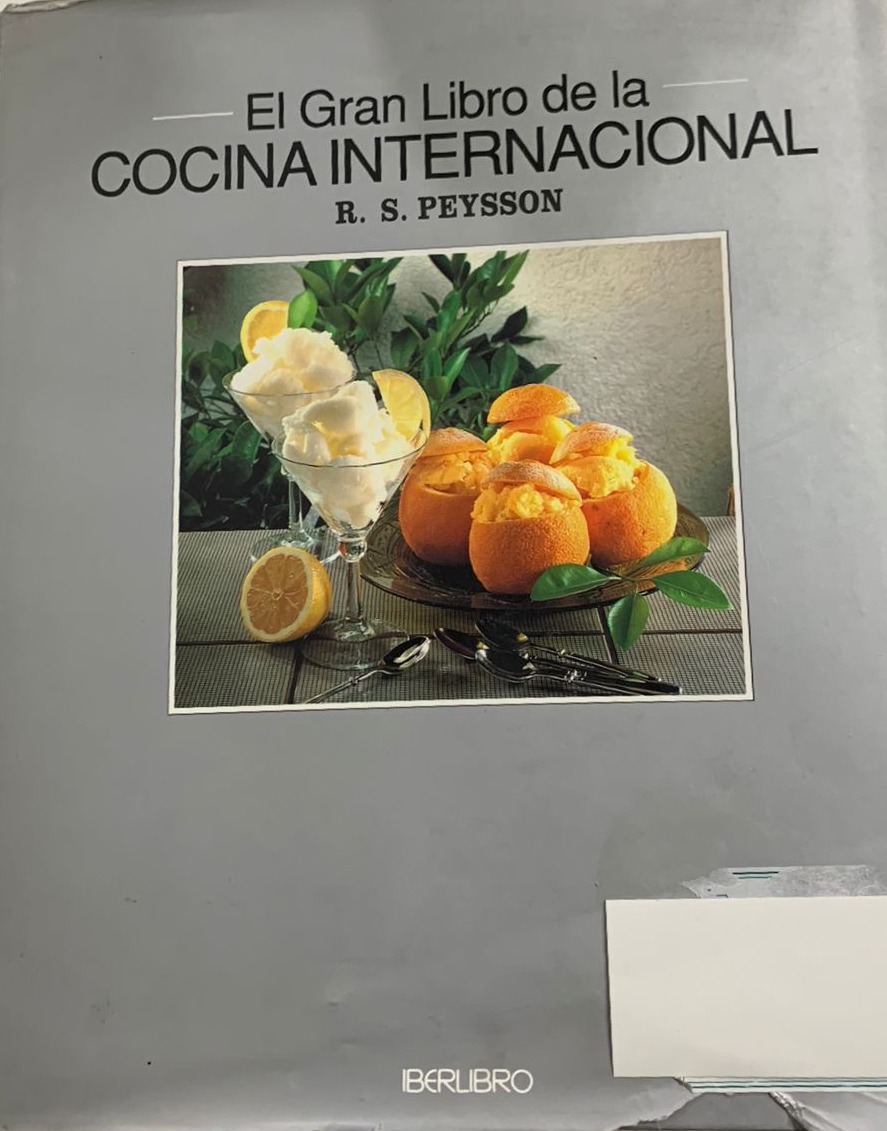 El Gran Libro de la
COCINA INTERNACIONAL
R. S. PEYSSON
IBERLIBRO